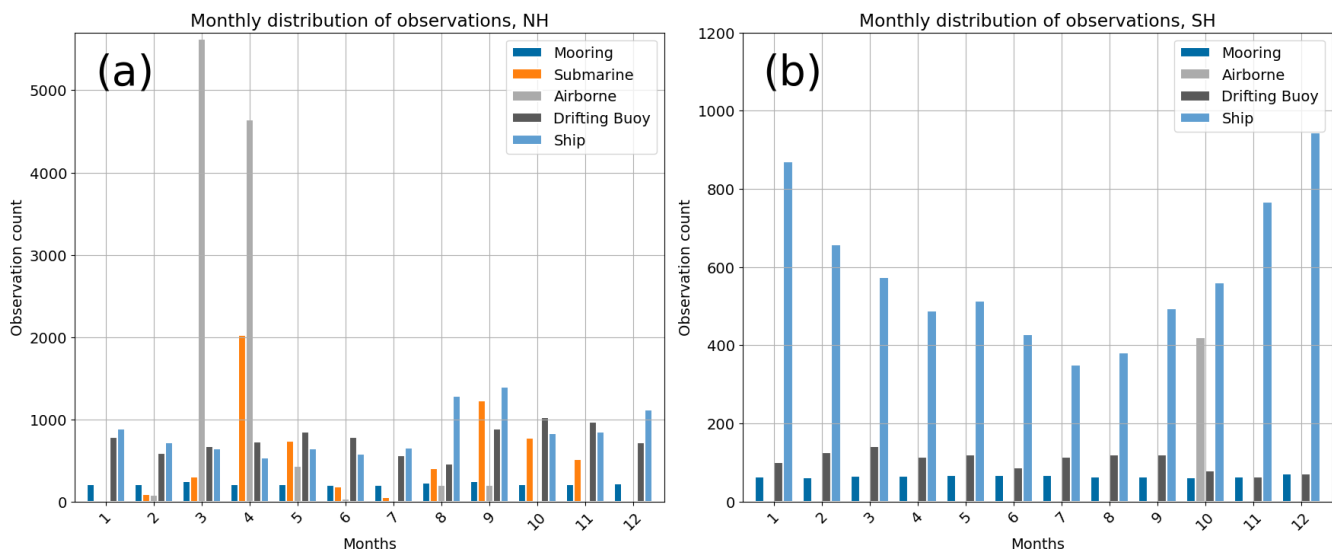 Monthly distribution of observations, NH
(a)
Mooring
Submarine
Airborne
Drifting Buoy
Ship
5000
4000
3000
2000
1000
0
Observation count
1 2 3 4 5 6 7 8 9 10 11 12
Months
Monthly distribution of observations, SH
(b)
Mooring
Airborne
Drifting Buoy
Ship
1200
1000
800
600
400
200
0
Observation count
1 2 3 4 5 6 7 8 9 10 11 12
Months